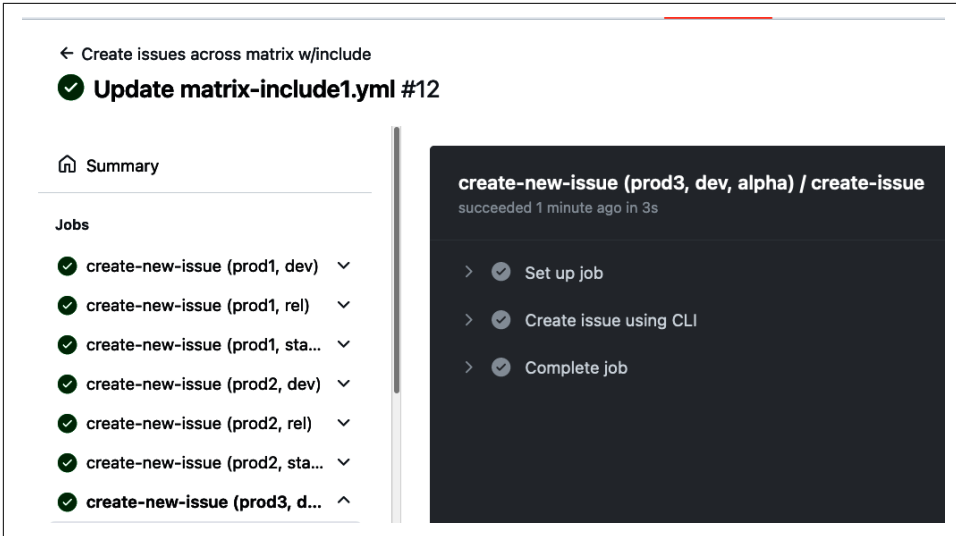 ← Create issues across matrix w/include
Update matrix-include1.yml #12
Summary
Jobs
create-new-issue (prod1, dev)
create-new-issue (prod1, rel)
create-new-issue (prod1, sta...
create-new-issue (prod2, dev)
create-new-issue (prod2, rel)
create-new-issue (prod2, sta...
create-new-issue (prod3, d...
create-new-issue (prod3, dev, alpha) / create-issue
succeeded 1 minute ago in 3s
Set up job
Create issue using CLI
Complete job